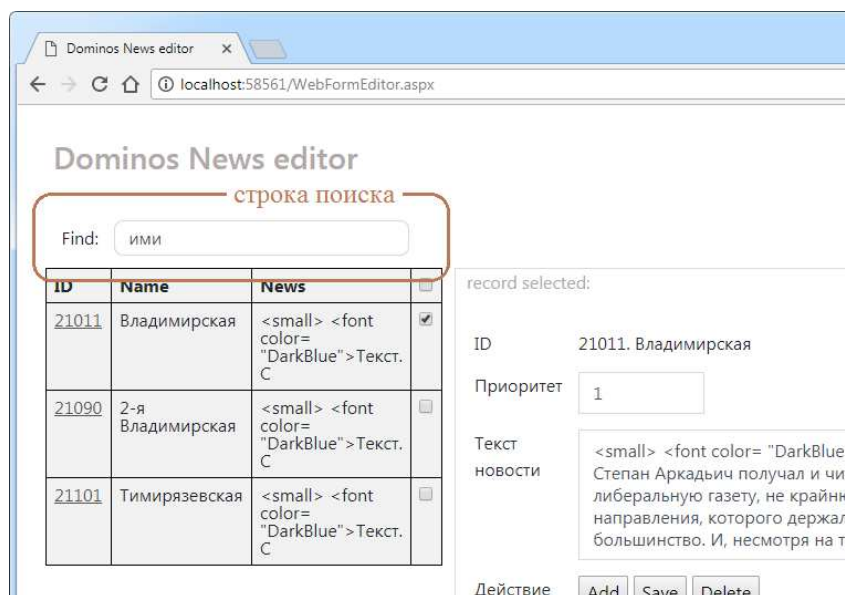 Dominos News editor
localhost:58561/WebFormEditor.aspx
Dominos News editor
строка поиска
Find: ими
ID Name News
record selected:
21011 Владимирская <small> <font
color=
"DarkBlue">Текст.
С
21090 2-я
Владимирская
<small> <font
color=
"DarkBlue">Текст.
С
21101 Тимирязевская <small> <font
color=
"DarkBlue">Текст.
С
ID 21011. Владимирская
Приоритет 1
Текст
новости
<small> <font color= "DarkBlue
Степан Аркадьич получал и чи
либеральную газету, не крайню
направления, которого держал
большинство. И, несмотря на т
Действие Add Save Delete